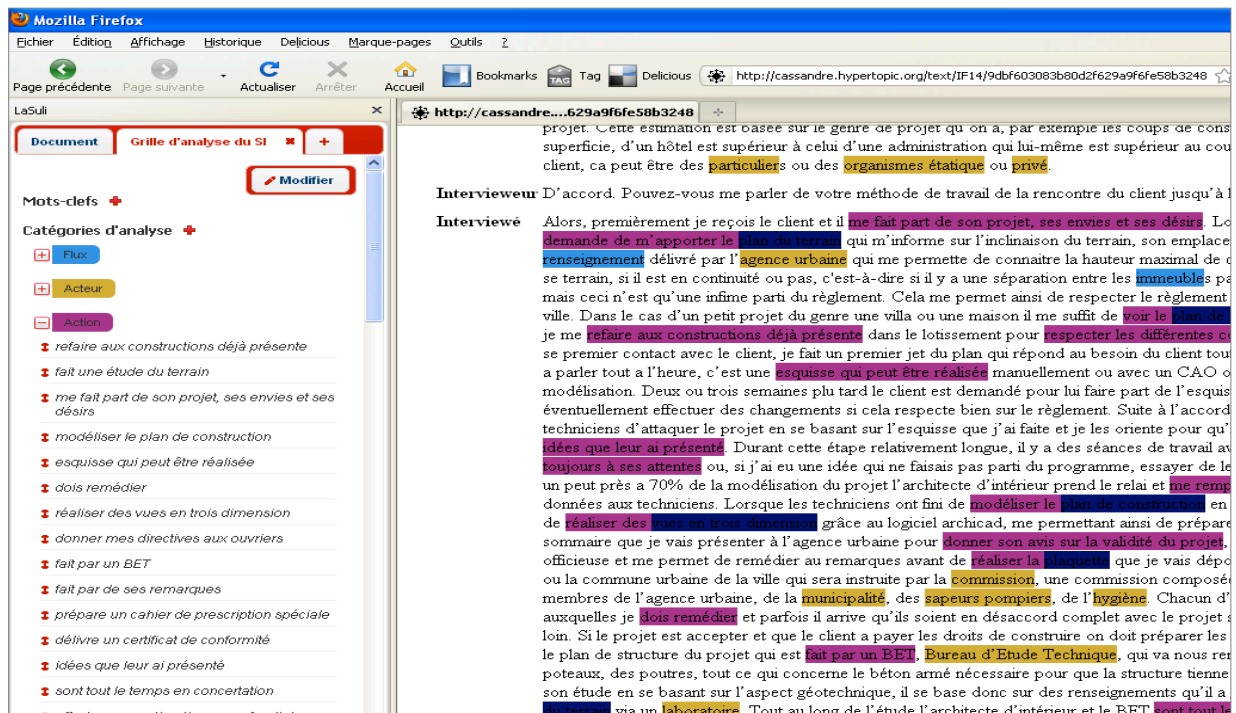 Mozilla Firefox
Fichier Édition Affichage Historique Delicious Marque-pages Outils ?
Page précédente Page suivante Actualiser Arrêter Accueil Bookmarks TAG Tag Delicious http://cassandre.hypertopic.org/text/IF14/9dbf603083b80d2f629a9f6fe58b3248
LaSuli
Document Grille d'analyse du SI +
Modifier
Mots-clefs
Catégories d'analyse
Flux
Acteur
Action
refaire aux constructions déjà présente
fait une étude du terrain
me fait part de son projet, ses envies et ses
désirs
modéliser le plan de construction
esquisse qui peut être réalisée
dois remédier
réaliser des vues en trois dimension
donner mes directives aux ouvriers
fait par un BET
fait par de ses remarques
prépare un cahier de prescription spéciale
délivre un certificat de conformité
idées que leur ai présenté
sont tout le temps en concertation
http://cassandre....629a9f6fe58b3248
projet. Cette estimation est basée sur le genre de projet qu'on a, par exemple les coups de cons
superficie, d'un hôtel est supérieur à celui d'une administration qui lui-même est supérieur au cou
client, ca peut être des particuliers ou des organismes étatique ou privé.
Intervieweur D'accord. Pouvez-vous me parler de votre méthode de travail de la rencontre du client jusqu'à l
Interviewé Alors, premièrement je reçois le client et il me fait part de son projet, ses envies et ses désirs. Lo
demande de m'apporter le plan du terrain qui m'informe sur l'inclinaison du terrain, son emplace
renseignement délivré par l'agence urbaine qui me permette de connaitre la hauteur maximal de c
se terrain, si il est en continuité ou pas, c'est-à-dire si il y a une séparation entre les immeubles pa
mais ceci n'est qu'une infime parti du règlement. Cela me permet ainsi de respecter le règlement
ville. Dans le cas d'un petit projet du genre une villa ou une maison il me suffit de voir le plan de
je me refaire aux constructions déjà présente dans le lotissement pour respecter les différentes co
se premier contact avec le client, je fait un premier jet du plan qui répond au besoin du client tou
a parler tout a l'heure, c'est une esquisse qui peut être réalisée manuellement ou avec un CAO o
modélisation. Deux ou trois semaines plu tard le client est demandé pour lui faire part de l'esquis
éventuellement effectuer des changements si cela respecte bien sur le règlement. Suite à l'accord
techniciens d'attaquer le projet en se basant sur l'esquisse que j'ai faite et je les oriente pour qu'
idées que leur ai présenté. Durant cette étape relativement longue, il y a des séances de travail av
toujours à ses attentes ou, si j'ai eu une idée qui ne faisais pas parti du programme, essayer de le
un peut près a 70% de la modélisation du projet l'architecte d'intérieur prend le relai et me remp
données aux techniciens. Lorsque les techniciens ont fini de modéliser le plan de construction en
de réaliser des vues en trois dimension grâce au logiciel archicad, me permettant ainsi de prépare
sommaire que je vais présenter à l'agence urbaine pour donner son avis sur la validité du projet,
officieuse et me permet de remédier au remarques avant de réaliser la plaquette que je vais dépo
ou la commune urbaine de la ville qui sera instruite par la commission, une commission composée
membres de l'agence urbaine, de la municipalité, des sapeurs pompiers, de l'hygiène. Chacun d'
auxquelles je dois remédier et parfois il arrive qu'ils soient en désaccord complet avec le projet s
loin. Si le projet est accepter et que le client a payer les droits de construire on doit préparer les
le plan de structure du projet qui est fait par un BET, Bureau d'Etude Technique, qui va nous ren
poteaux, des poutres, tout ce qui concerne le béton armé nécessaire pour que la structure tienne
son étude en se basant sur l'aspect géotechnique, il se base donc sur des renseignements qu'il a
du terrain via un laboratoire. Tout au long de l'étude l'architecte d'intérieur et le BET sont tout le